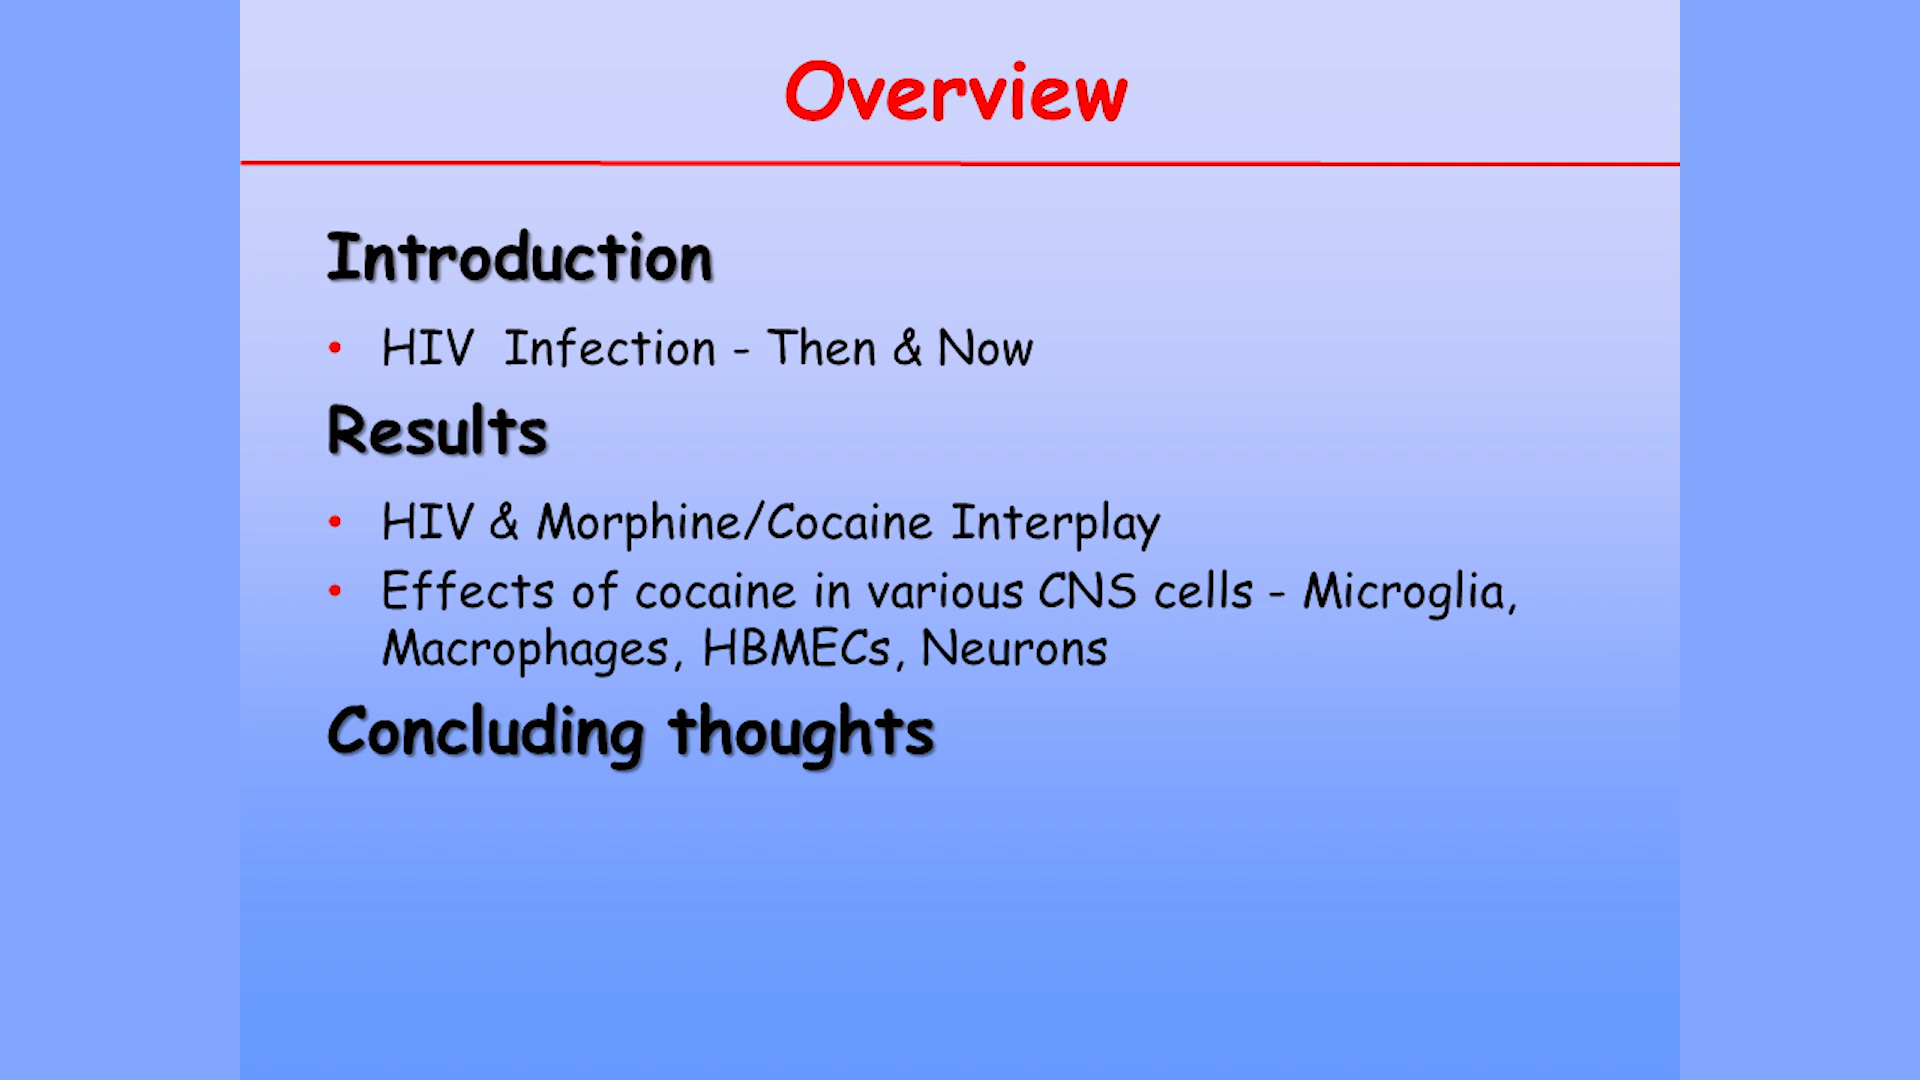 Overview
Introduction
• HIV  Infection - Then & Now
Results
• HIV & Morphine/Cocaine Interplay
• Effects of cocaine in various CNS cells - Microglia,
Macrophages, HBMECs, Neurons
Concluding thoughts